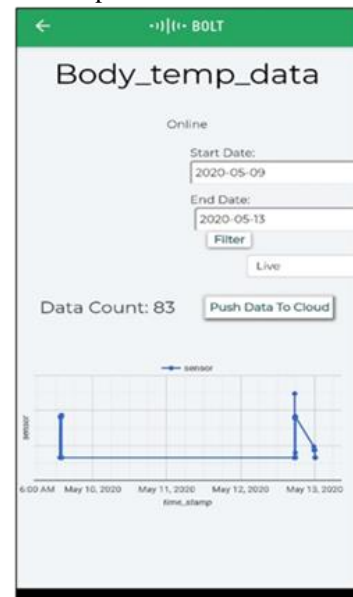 BOLT
Body_temp_data
Online
Start Date:
2020-05-09
End Date:
2020-05-13
Filter
Live
Data Count: 83
Push Data To Cloud
sensor
sensor
6:00 AM May 10, 2020 May 11, 2020 May 12, 2020 May 13, 2020
time_stamp